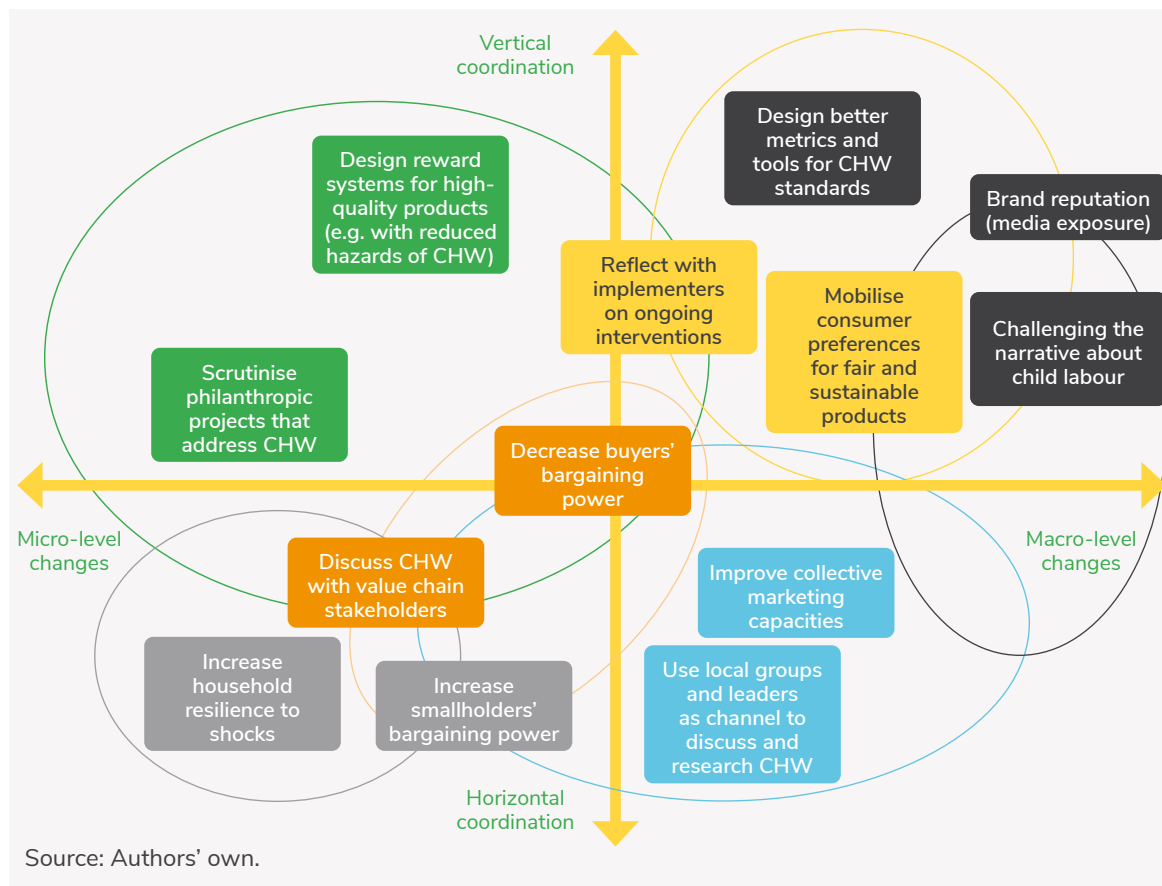 Vertical
coordination
Design better
metrics and
tools for CHW
standards
Design reward
systems for high-
quality products
(e.g. with reduced
hazards of CHW)
Brand reputation
(media exposure)
Reflect with
implementers
on ongoing
interventions
Mobilise
consumer
preferences
for fair and
sustainable
products
Challenging the
narrative about
child labour
Scrutinise
philanthropic
projects that
address CHW
Decrease buyers’
bargaining
power
Micro-level
changes
Macro-level
changes
Discuss CHW
with value chain
stakeholders
Improve collective
marketing
capacities
Increase
household
resilience to
shocks
Increase
smallholders’
bargaining power
Use local groups
and leaders
as channel to
discuss and
research CHW
Horizontal
coordination
Source: Authors’ own.